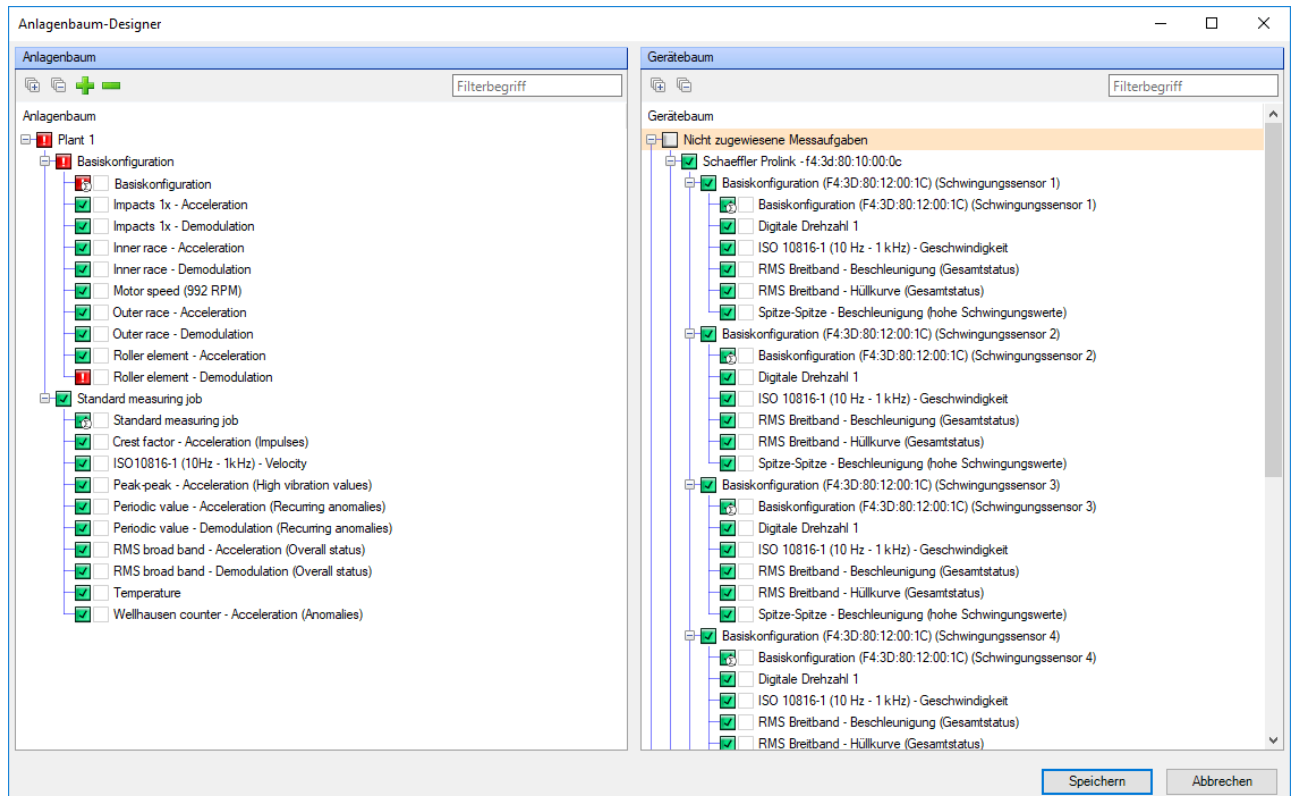 Anlagenbaum-Designer
Anlagenbaum
Filterbegriff
Anlagenbaum
Plant 1
Basiskonfiguration
Basiskonfiguration
Impacts 1x - Acceleration
Impacts 1x - Demodulation
Inner race - Acceleration
Inner race - Demodulation
Motor speed (992 RPM)
Outer race - Acceleration
Outer race - Demodulation
Roller element - Acceleration
Roller element - Demodulation
Standard measuring job
Standard measuring job
Crest factor - Acceleration (Impulses)
ISO10816-1 (10Hz - 1kHz) - Velocity
Peak-peak - Acceleration (High vibration values)
Periodic value - Acceleration (Recurring anomalies)
Periodic value - Demodulation (Recurring anomalies)
RMS broad band - Acceleration (Overall status)
RMS broad band - Demodulation (Overall status)
Temperature
Wellhausen counter - Acceleration (Anomalies)
Gerätebaum
Filterbegriff
Gerätebaum
Nicht zugewiesene Messaufgaben
Schaeffler Prolink - f4:3d:80:10:00:0c
Basiskonfiguration (F4:3D:80:12:00:1C) (Schwingungssensor 1)
Basiskonfiguration (F4:3D:80:12:00:1C) (Schwingungssensor 1)
Digitale Drehzahl 1
ISO 10816-1 (10 Hz - 1 kHz) - Geschwindigkeit
RMS Breitband - Beschleunigung (Gesamtstatus)
RMS Breitband - Hüllkurve (Gesamtstatus)
Spitze-Spitze - Beschleunigung (hohe Schwingungswerte)
Basiskonfiguration (F4:3D:80:12:00:1C) (Schwingungssensor 2)
Basiskonfiguration (F4:3D:80:12:00:1C) (Schwingungssensor 2)
Digitale Drehzahl 1
ISO 10816-1 (10 Hz - 1 kHz) - Geschwindigkeit
RMS Breitband - Beschleunigung (Gesamtstatus)
RMS Breitband - Hüllkurve (Gesamtstatus)
Spitze-Spitze - Beschleunigung (hohe Schwingungswerte)
Basiskonfiguration (F4:3D:80:12:00:1C) (Schwingungssensor 3)
Basiskonfiguration (F4:3D:80:12:00:1C) (Schwingungssensor 3)
Digitale Drehzahl 1
ISO 10816-1 (10 Hz - 1 kHz) - Geschwindigkeit
RMS Breitband - Beschleunigung (Gesamtstatus)
RMS Breitband - Hüllkurve (Gesamtstatus)
Spitze-Spitze - Beschleunigung (hohe Schwingungswerte)
Basiskonfiguration (F4:3D:80:12:00:1C) (Schwingungssensor 4)
Basiskonfiguration (F4:3D:80:12:00:1C) (Schwingungssensor 4)
Digitale Drehzahl 1
ISO 10816-1 (10 Hz - 1 kHz) - Geschwindigkeit
RMS Breitband - Beschleunigung (Gesamtstatus)
RMS Breitband - Hüllkurve (Gesamtstatus)
Speichern
Abbrechen